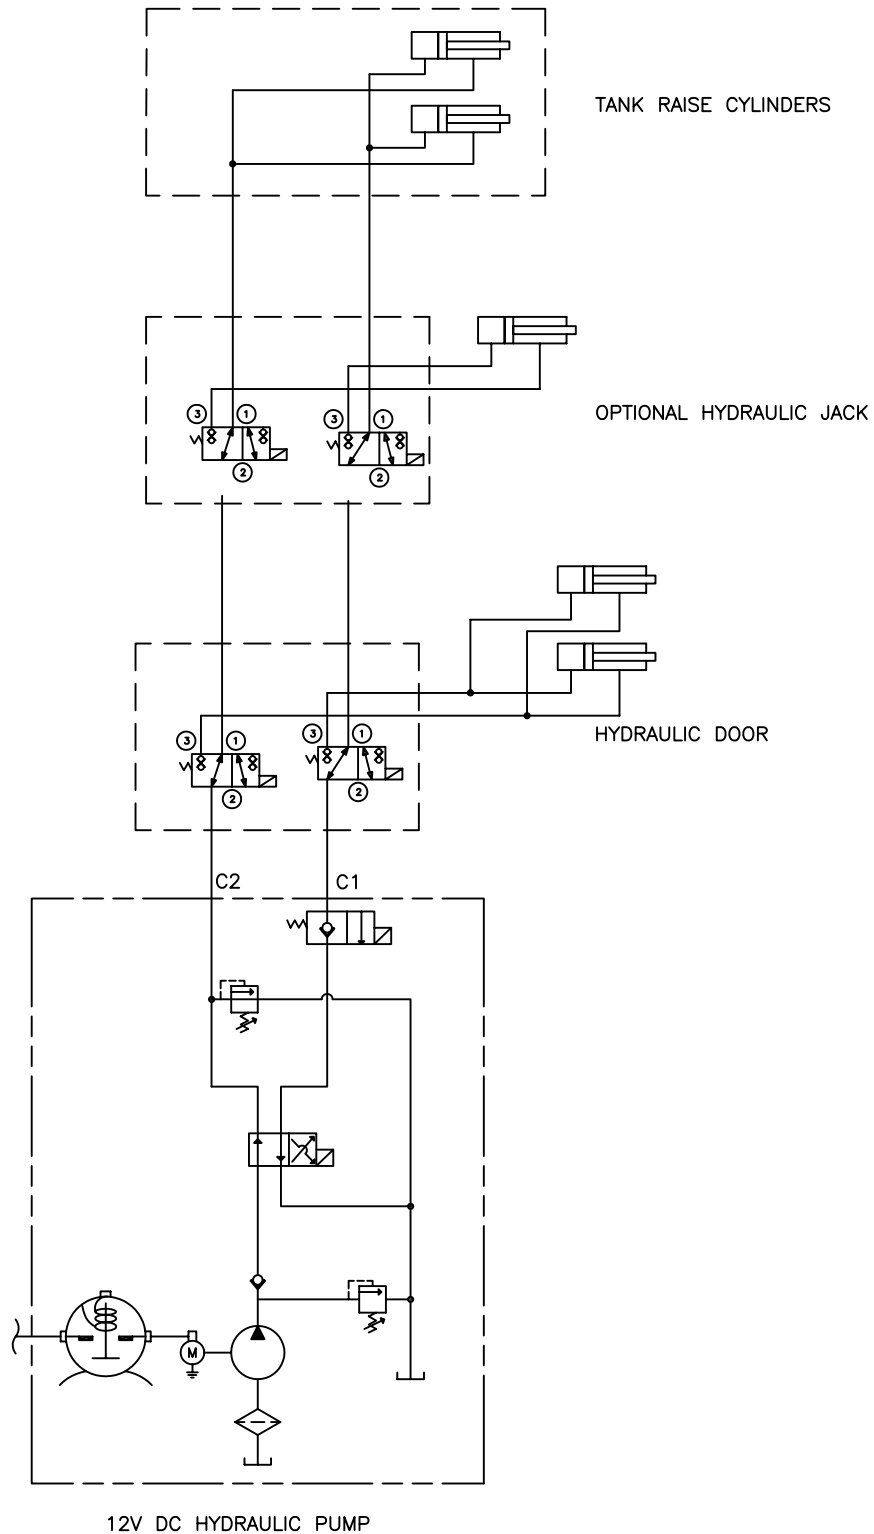 TANK RAISE CYLINDERS
3 1
3 1
OPTIONAL HYDRAULIC JACK
2
2
3 1
3 1
HYDRAULIC DOOR
2
2
C2 C1
M
12V DC HYDRAULIC PUMP